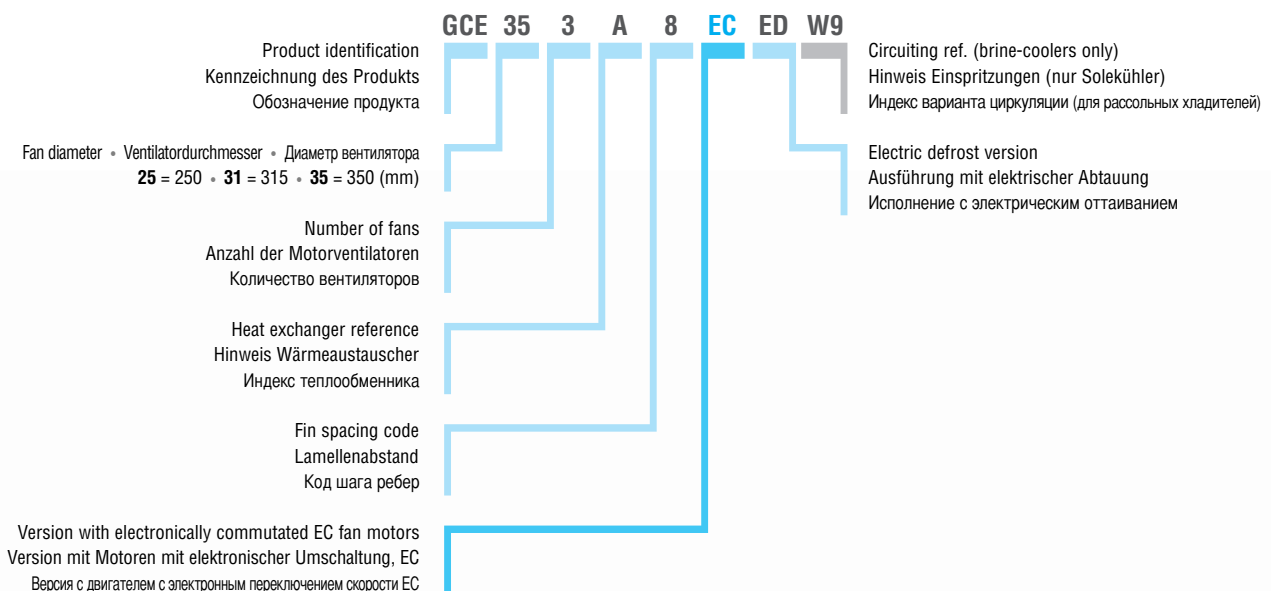 GCE 35 3 A 8 EC ED W9
Product identification
Kennzeichnung des Produkts
Обозначение продукта
Fan diameter • Ventilatordurchmesser • Диаметр вентилятора
25 = 250 • 31 = 315 • 35 = 350 (mm)
Number of fans
Anzahl der Motorventilatoren
Количество вентиляторов
Heat exchanger reference
Hinweis Wärmeaustauscher
Индекс теплообменника
Fin spacing code
Lamellenabstand
Код шага ребер
Version with electronically commutated EC fan motors
Version mit Motoren mit elektronischer Umschaltung, EC
Версия с двигателем с электронным переключением скорости EC
Circuiting ref. (brine-coolers only)
Hinweis Einspritzungen (nur Solekühler)
Индекс варианта циркуляции (для рассольных хладителей)
Electric defrost version
Ausführung mit elektrischer Abtauung
Исполнение с электрическим оттаиванием